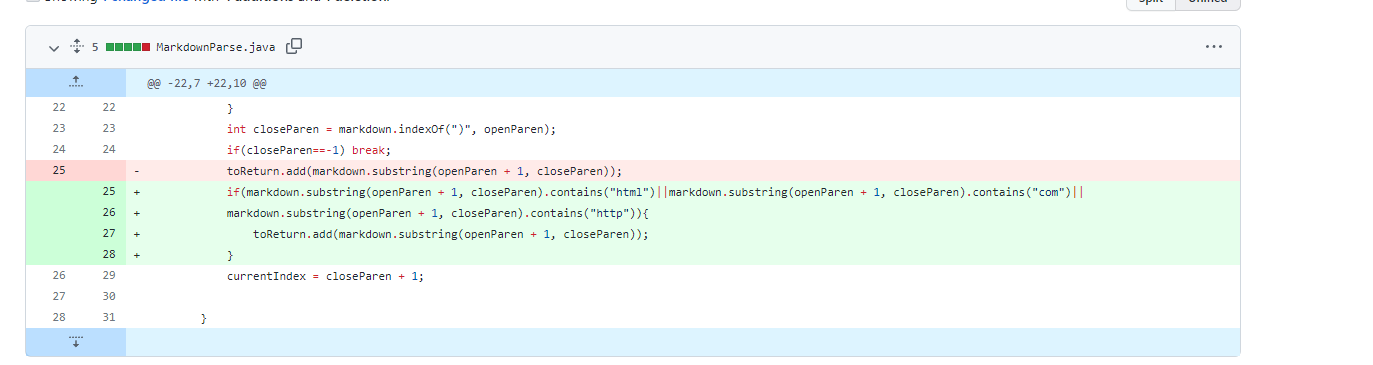 Showing 1 changed file with 4 additions and 1 deletion.
Split Unified
5 MarkdownParse.java
@@ -22,7 +22,10 @@
22 22 }
23 23 int closeParen = markdown.indexOf(")", openParen);
24 24 if(closeParen==-1) break;
25 - toReturn.add(markdown.substring(openParen + 1, closeParen));
25 + if(markdown.substring(openParen + 1, closeParen).contains("html")||markdown.substring(openParen + 1, closeParen).contains("com")||
26 + markdown.substring(openParen + 1, closeParen).contains("http")){
27 + toReturn.add(markdown.substring(openParen + 1, closeParen));
28 + }
26 29 currentIndex = closeParen + 1;
27 30
28 31 }